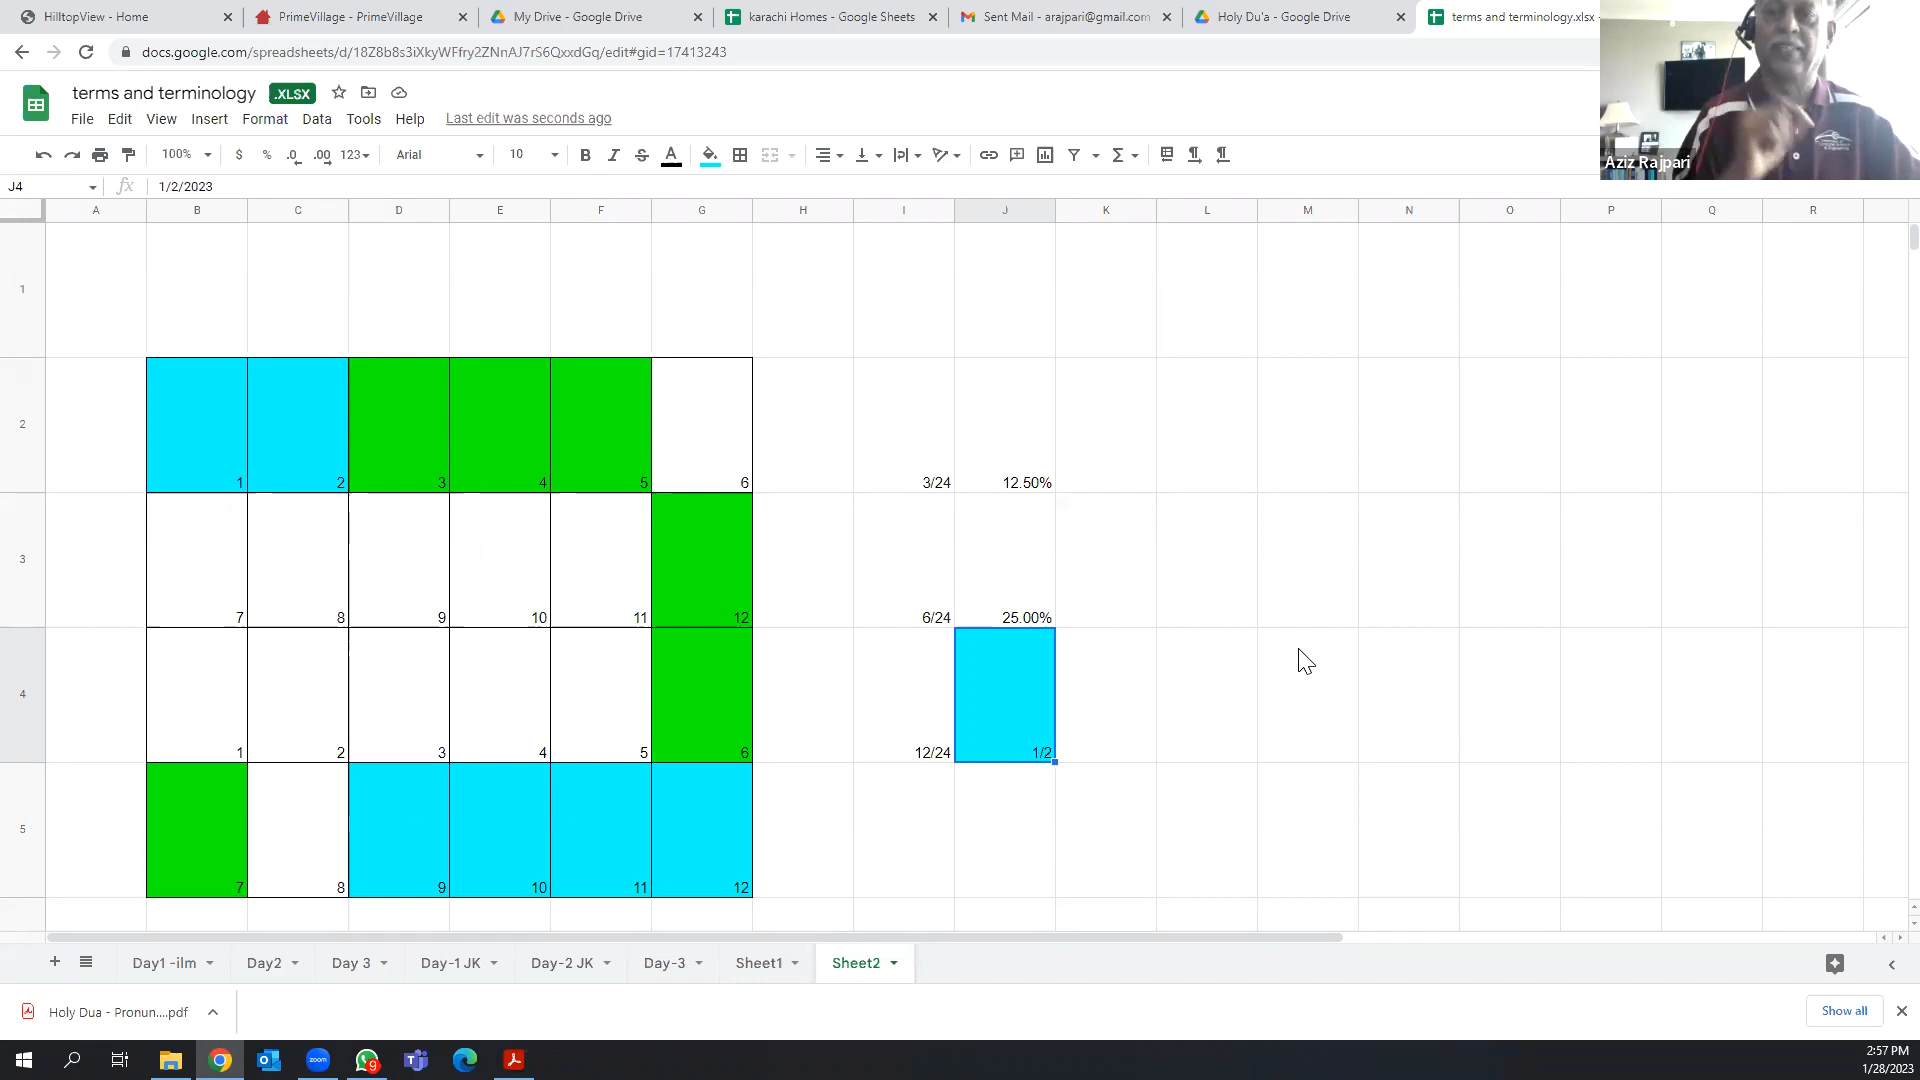 HilltopView - Home
PrimeVillage - PrimeVillage
My Drive - Google Drive
karachi Homes - Google Sheets
Sent Mail - arajpari@gmail.com
Holy Du'a - Google Drive
terms and terminology.xlsx -
docs.google.com/spreadsheets/d/18Z8b8s3iXkyWFfry2ZNnAJ7rS6QxxdGq/edit#gid=17413243
terms and terminology .XLSX
File Edit View Insert Format Data Tools Help Last edit was seconds ago
100% $ % .0 .00 123 Arial 10 B I S A
Aziz Rajpari
J4 fx 1/2/2023
A B C D E F G H I J K L M N O P Q R
1
2
1 2 3 4 5 6 3/24 12.50%
3
7 8 9 10 11 12 6/24 25.00%
4
1 2 3 4 5 6 12/24 1/2
5
7 8 9 10 11 12
Day1 -ilm Day2 Day 3 Day-1 JK Day-2 JK Day-3 Sheet1 Sheet2
Holy Dua - Pronun....pdf Show all
zoom 9
2:57 PM
1/28/2023